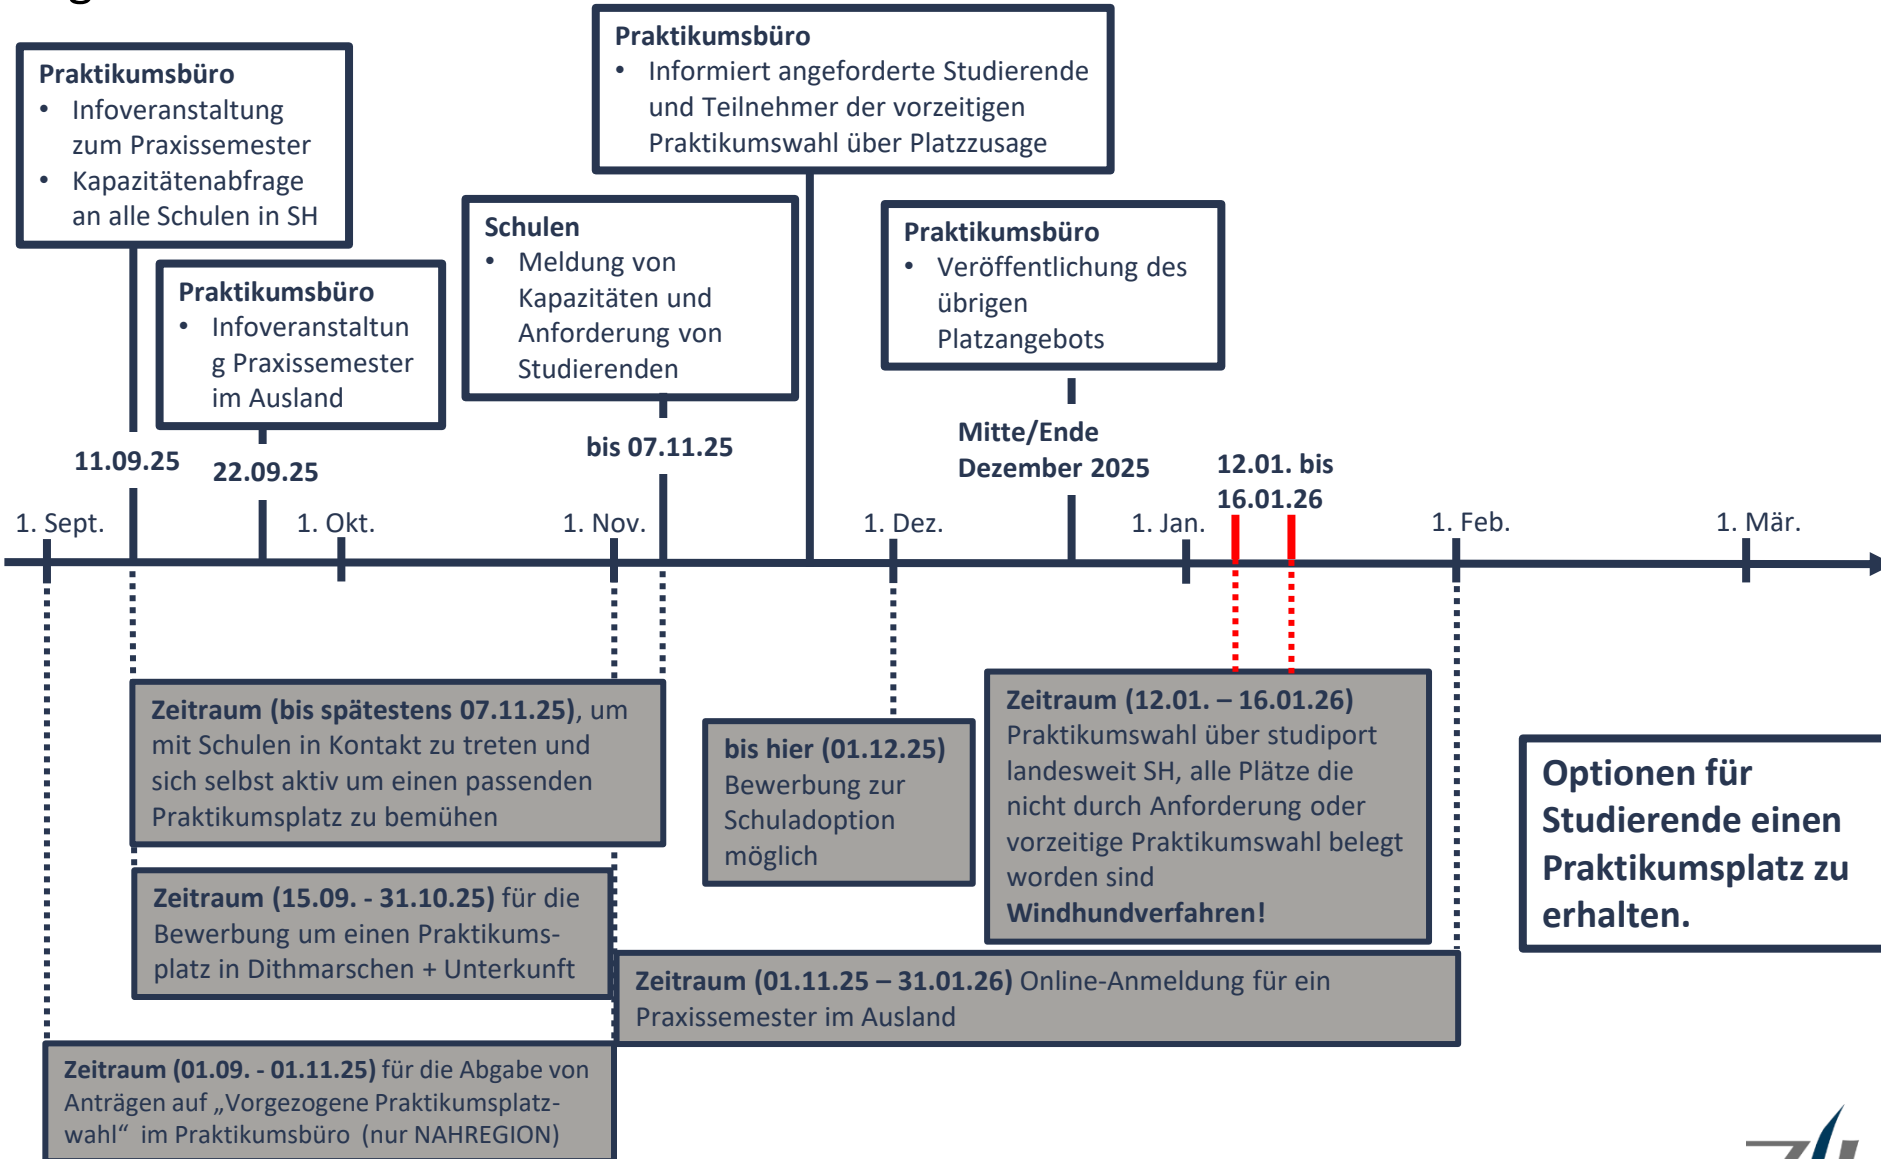 Praktikumsbüro
• Infoveranstaltung
zum Praxissemester
• Kapazitätenabfrage
an alle Schulen in SH
Praktikumsbüro
• Infoveranstaltun
g Praxissemester
im Ausland
Schulen
• Meldung von
Kapazitäten und
Anforderung von
Studierenden
Praktikumsbüro
• Informiert angeforderte Studierende
und Teilnehmer der vorzeitigen
Praktikumswahl über Platzzusage
Praktikumsbüro
• Veröffentlichung des
übrigen
Platzangebots
11.09.25
22.09.25
bis 07.11.25
Mitte/Ende
Dezember 2025
12.01. bis
16.01.26
1. Sept.
1. Okt.
1. Nov.
1. Dez.
1. Jan.
1. Feb.
1. Mär.
Zeitraum (bis spätestens 07.11.25), um
mit Schulen in Kontakt zu treten und
sich selbst aktiv um einen passenden
Praktikumsplatz zu bemühen
Zeitraum (15.09. - 31.10.25) für die
Bewerbung um einen Praktikums-
platz in Dithmarschen + Unterkunft
Zeitraum (01.09. - 01.11.25) für die Abgabe von
Anträgen auf „Vorgezogene Praktikumsplatz-
wahl“ im Praktikumsbüro (nur NAHREGION)
bis hier (01.12.25)
Bewerbung zur
Schuladoption
möglich
Zeitraum (12.01. – 16.01.26)
Praktikumswahl über studiport
landesweit SH, alle Plätze die
nicht durch Anforderung oder
vorzeitige Praktikumswahl belegt
worden sind
Windhundverfahren!
Zeitraum (01.11.25 – 31.01.26) Online-Anmeldung für ein
Praxissemester im Ausland
Optionen für
Studierende einen
Praktikumsplatz zu
erhalten.